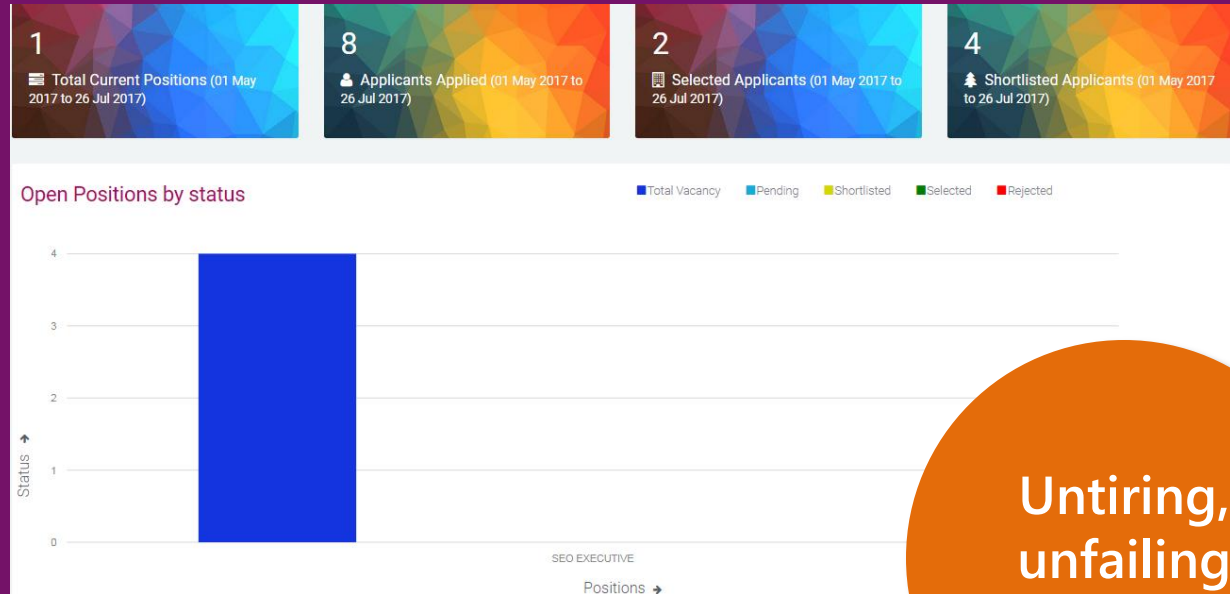 1
Total Current Positions (01 May
2017 to 26 Jul 2017)
8
Applicants Applied (01 May 2017 to
26 Jul 2017)
2
Selected Applicants (01 May 2017 to
26 Jul 2017)
4
Shortlisted Applicants (01 May 2017
to 26 Jul 2017)
Open Positions by status
Total Vacancy Pending Shortlisted Selected Rejected
4
3
2
1
0
Status
SEO EXECUTIVE
Positions
Untiring,
unfailing